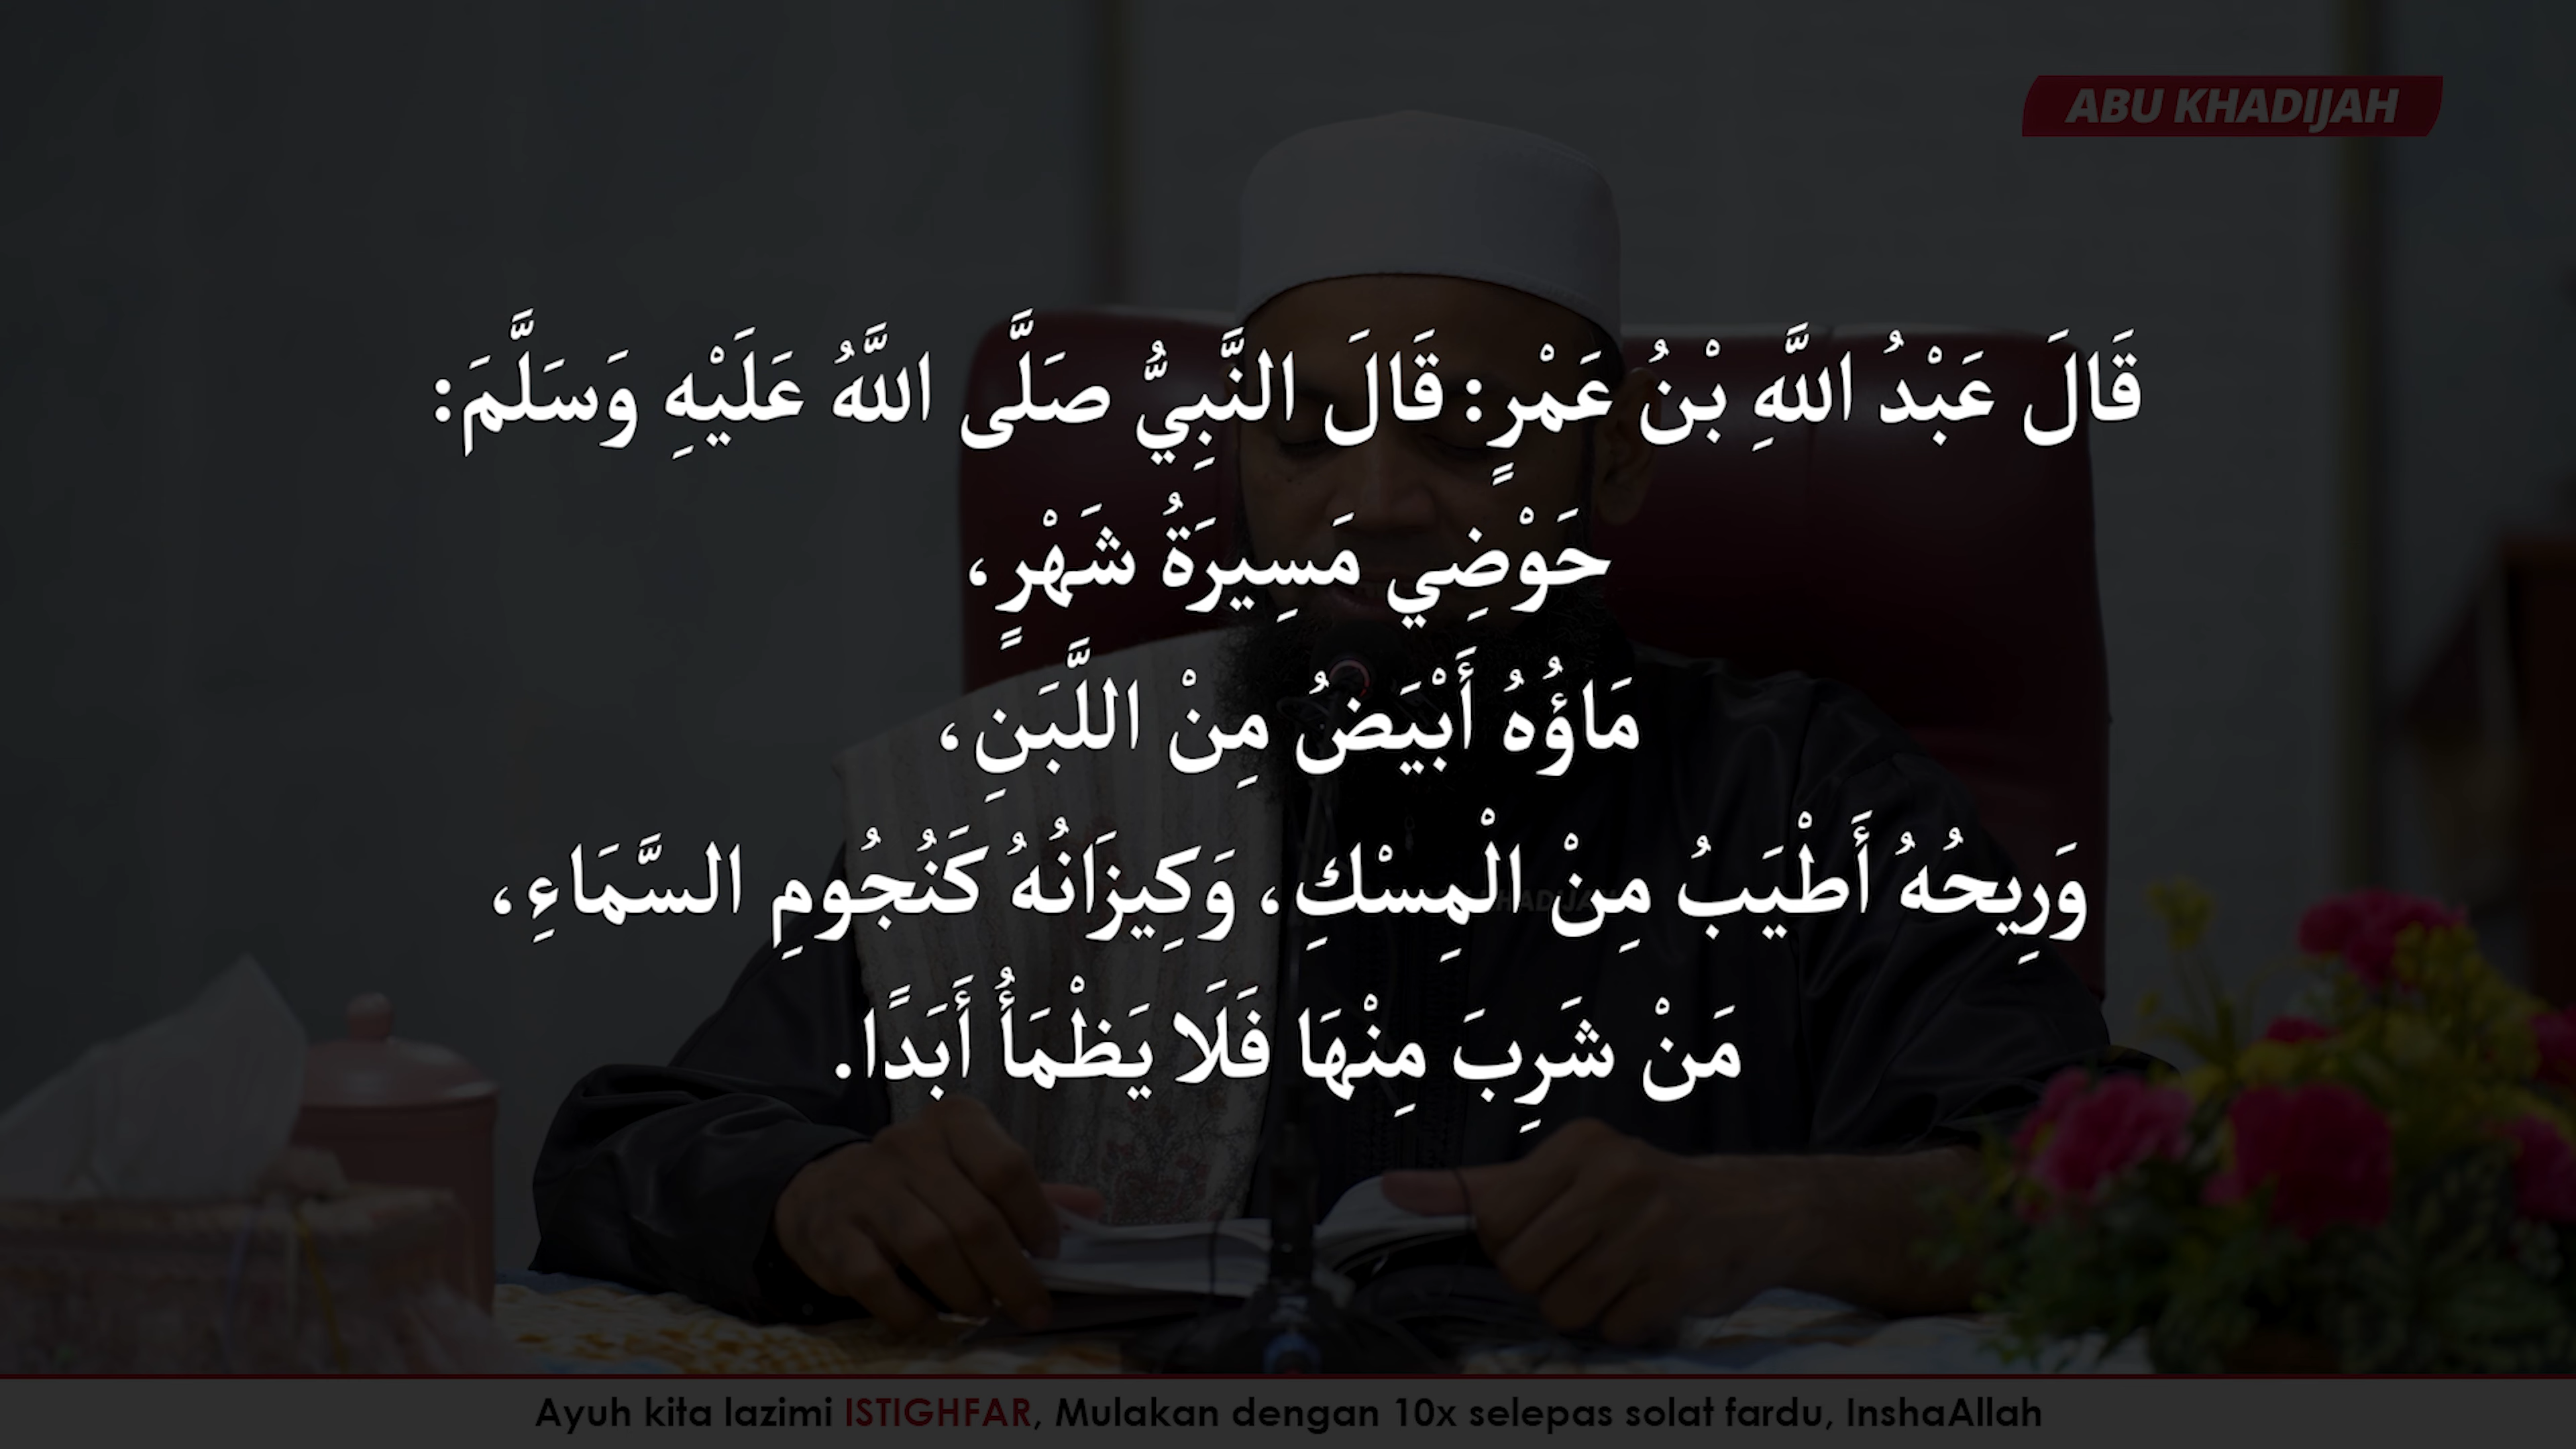 ABU KHADIJAH
قَالَ عَبْدُ اللَّهِ بْنُ عَمْرٍو: قَالَ النَّبِيُّ صَلَّى اللَّهُ عَلَيْهِ وَسَلَّمَ:
حَوْضِي مَسِيرَةُ شَهْرٍ،
مَاؤُهُ أَبْيَضُ مِنْ اللَّبَنِ،
وَرِيحُهُ أَطْيَبُ مِنْ الْمِسْكِ، وَكِيزَانُهُ كَنُجُومِ السَّمَاءِ،
مَنْ شَرِبَ مِنْهَا فَلَا يَظْمَأُ أَبَدًا.
Ayuh kita lazimi ISTIGHFAR, Mulakan dengan 10x selepas solat fardu, InshaAllah